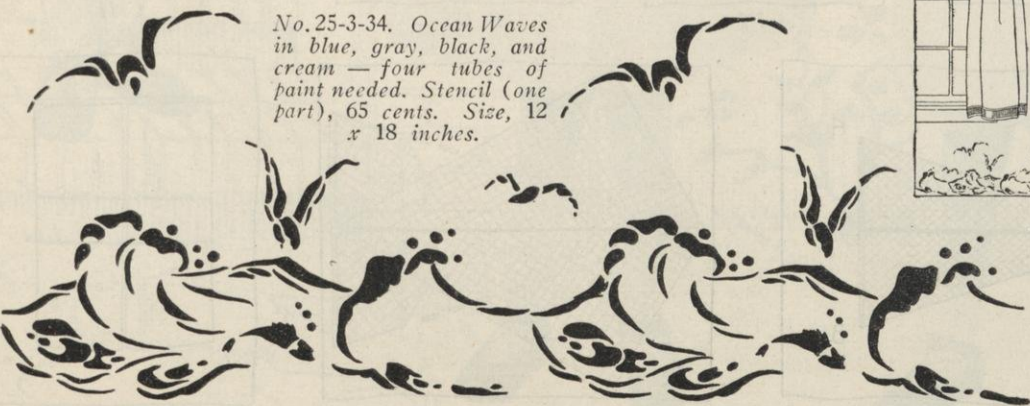 No. 25-3-34. Ocean Waves
in blue, gray, black, and
cream — four tubes of
paint needed. Stencil (one
part), 65 cents. Size, 12
x 18 inches.